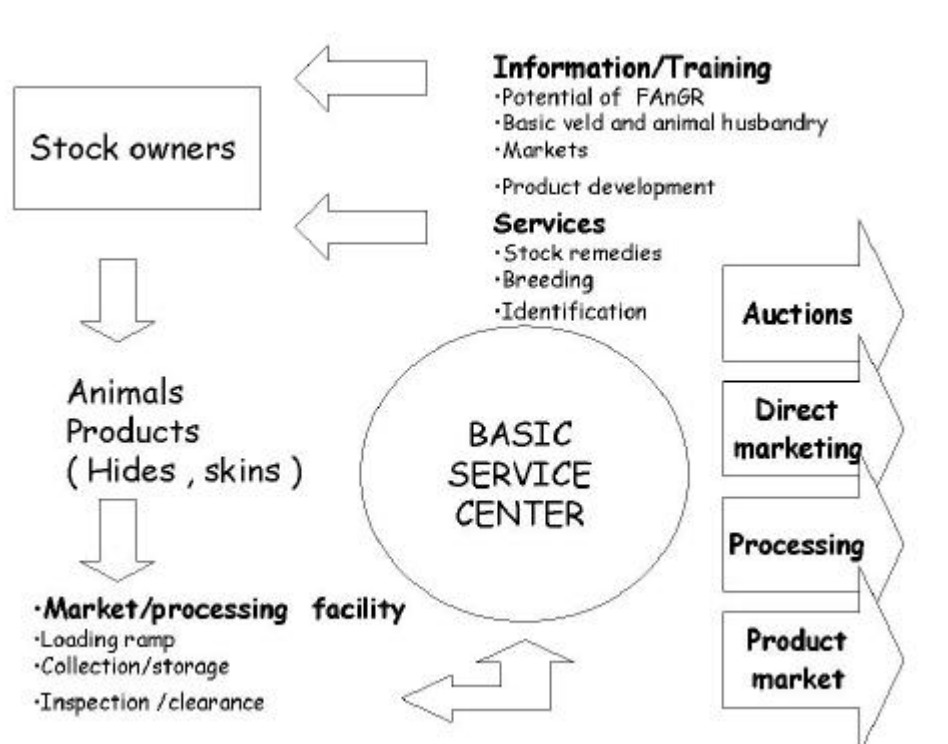 Information/Training
•Potential of FAnGR
•Basic veld and animal husbandry
•Markets
•Product development
Stock owners
Services
•Stock remedies
•Breeding
•Identification
Animals
Products
( Hides , skins )
•Market/processing facility
•Loading ramp
•Collection/storage
•Inspection /clearance
BASIC
SERVICE
CENTER
Auctions
Direct
marketing
Processing
Product
market